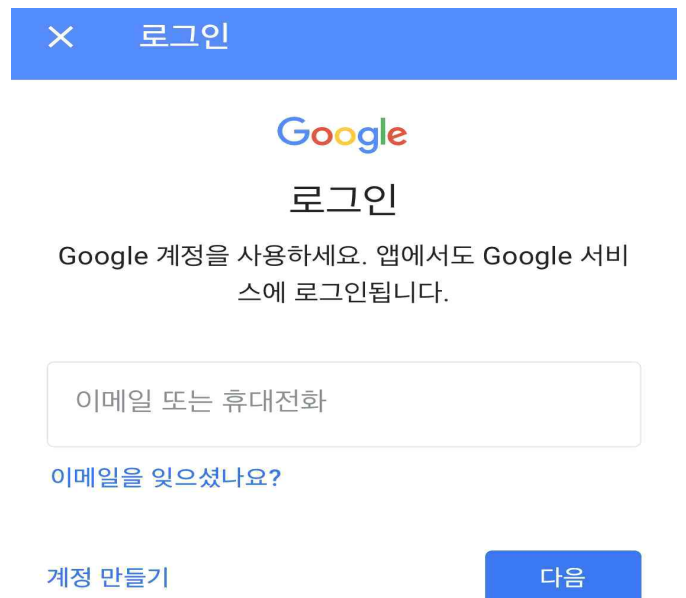 로그인
Google
로그인
Google 계정을 사용하세요. 앱에서도 Google 서비
스에 로그인됩니다.
이메일 또는 휴대전화
이메일을 잊으셨나요?
계정 만들기
다음